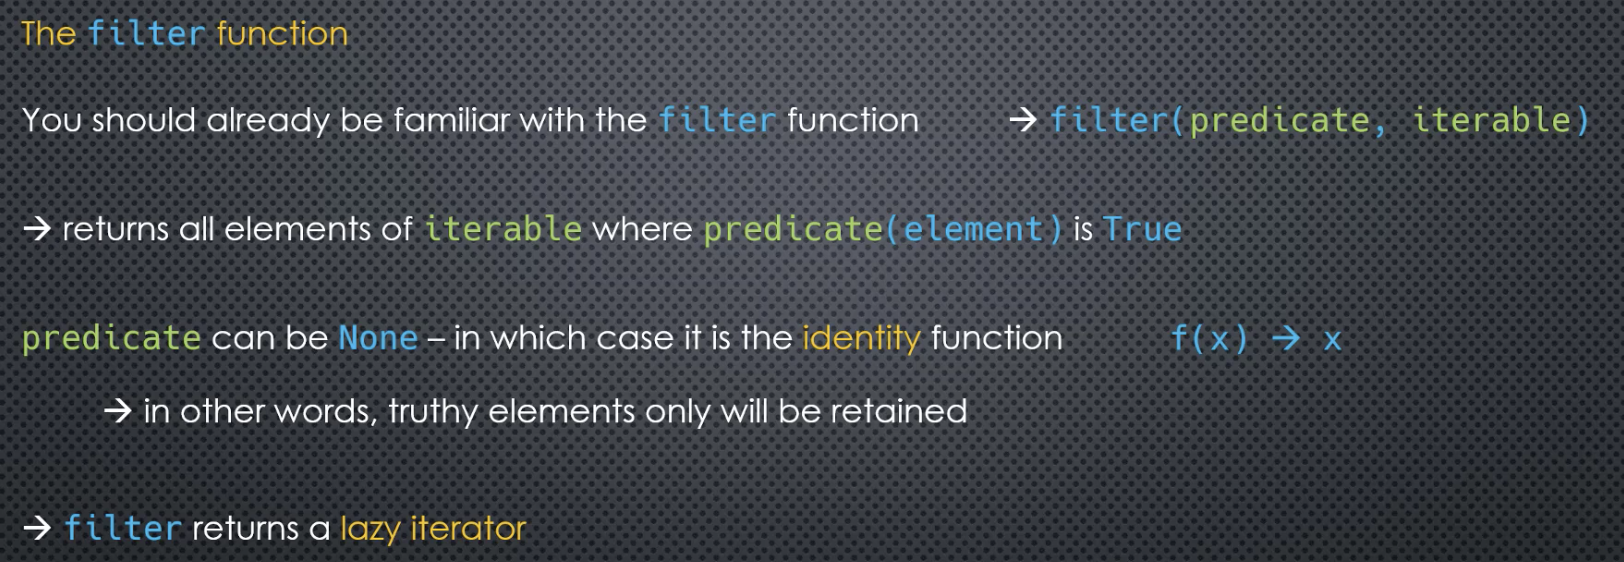 The filter function
You should already be familiar with the filter function → filter(predicate, iterable)
→ returns all elements of iterable where predicate(element) is True
predicate can be None – in which case it is the identity function f(x) → x
→ in other words, truthy elements only will be retained
→ filter returns a lazy iterator